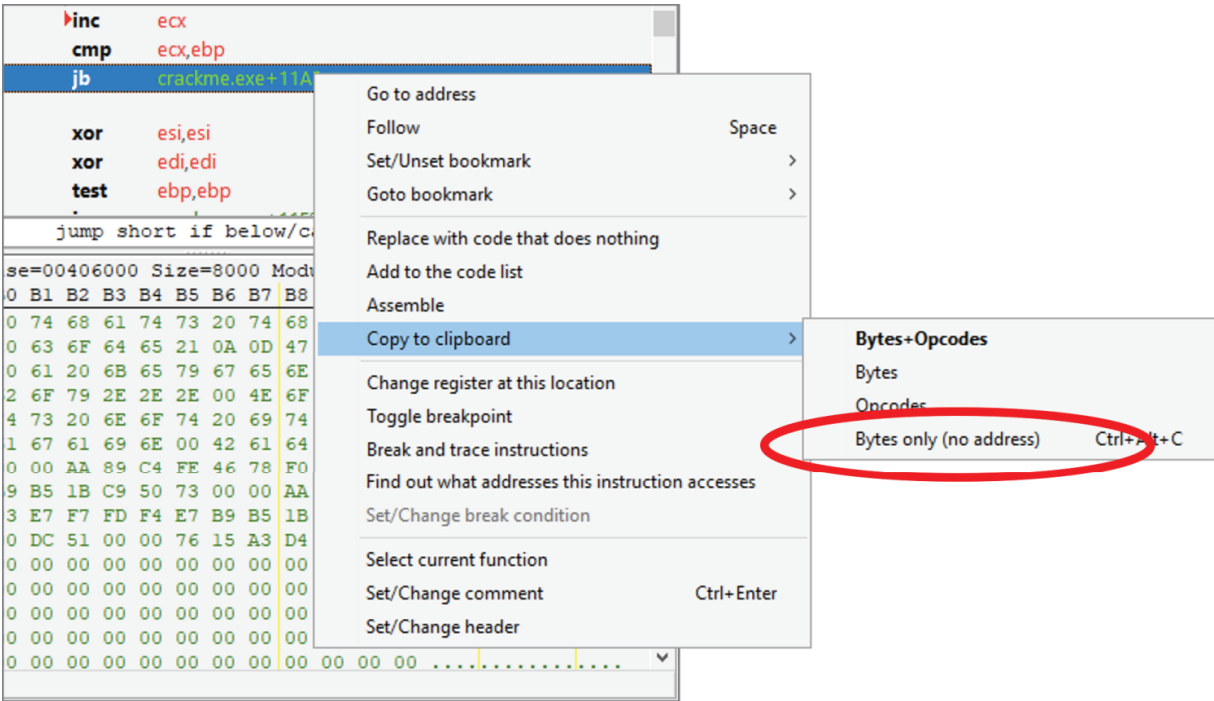 inc ecx
cmp ecx,ebp
jb crackme.exe+11A
xor esi,esi
xor edi,edi
test ebp,ebp
jump short if below/ca
se=00406000 Size=8000 Modu
0 B1 B2 B3 B4 B5 B6 B7 B8
0 74 68 61 74 73 20 74 68
0 63 6F 64 65 21 0A 0D 47
0 61 20 6B 65 79 67 65 6E
2 6F 79 2E 2E 2E 00 4E 6F
4 73 20 6E 6F 74 20 69 74
1 67 61 69 6E 00 42 61 64
0 00 AA 89 C4 FE 46 78 F0
9 B5 1B C9 50 73 00 00 AA
3 E7 F7 FD F4 E7 B9 B5 1B
0 DC 51 00 00 76 15 A3 D4
0 00 00 00 00 00 00 00 00
0 00 00 00 00 00 00 00 00
0 00 00 00 00 00 00 00 00
0 00 00 00 00 00 00 00 00
0 00 00 00 00 00 00 00 00 00 00 00 ................
Go to address
Follow Space
Set/Unset bookmark
Goto bookmark
Replace with code that does nothing
Add to the code list
Assemble
Copy to clipboard
Change register at this location
Toggle breakpoint
Break and trace instructions
Find out what addresses this instruction accesses
Set/Change break condition
Select current function
Set/Change comment Ctrl+Enter
Set/Change header
Bytes+Opcodes
Bytes
Opcodes
Bytes only (no address) Ctrl+Alt+C